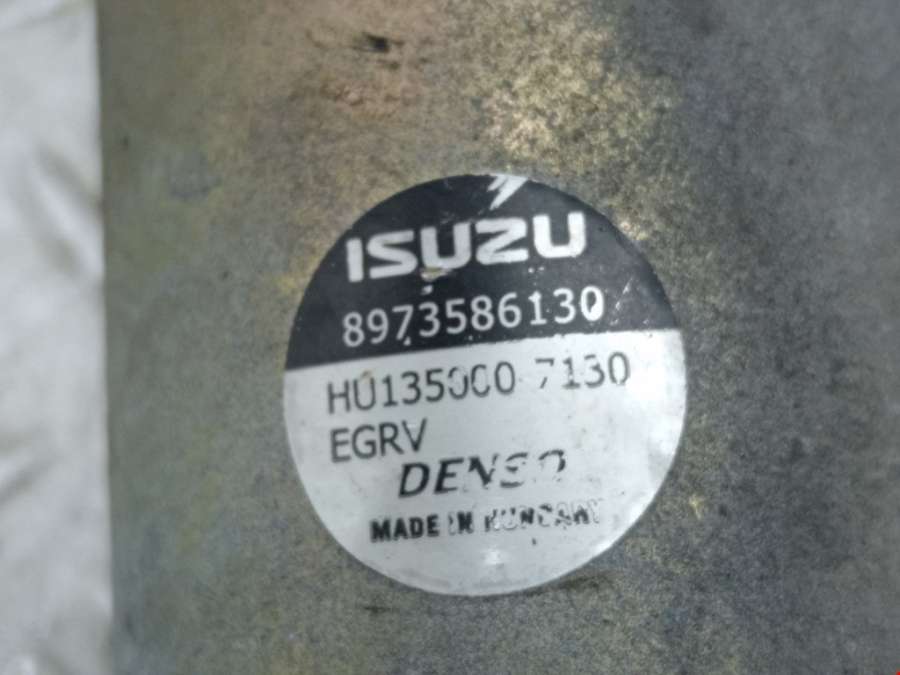 ISUZU
8973586130
HU135000-7130
EGRV
DENSO
MADE IN HUNGARY